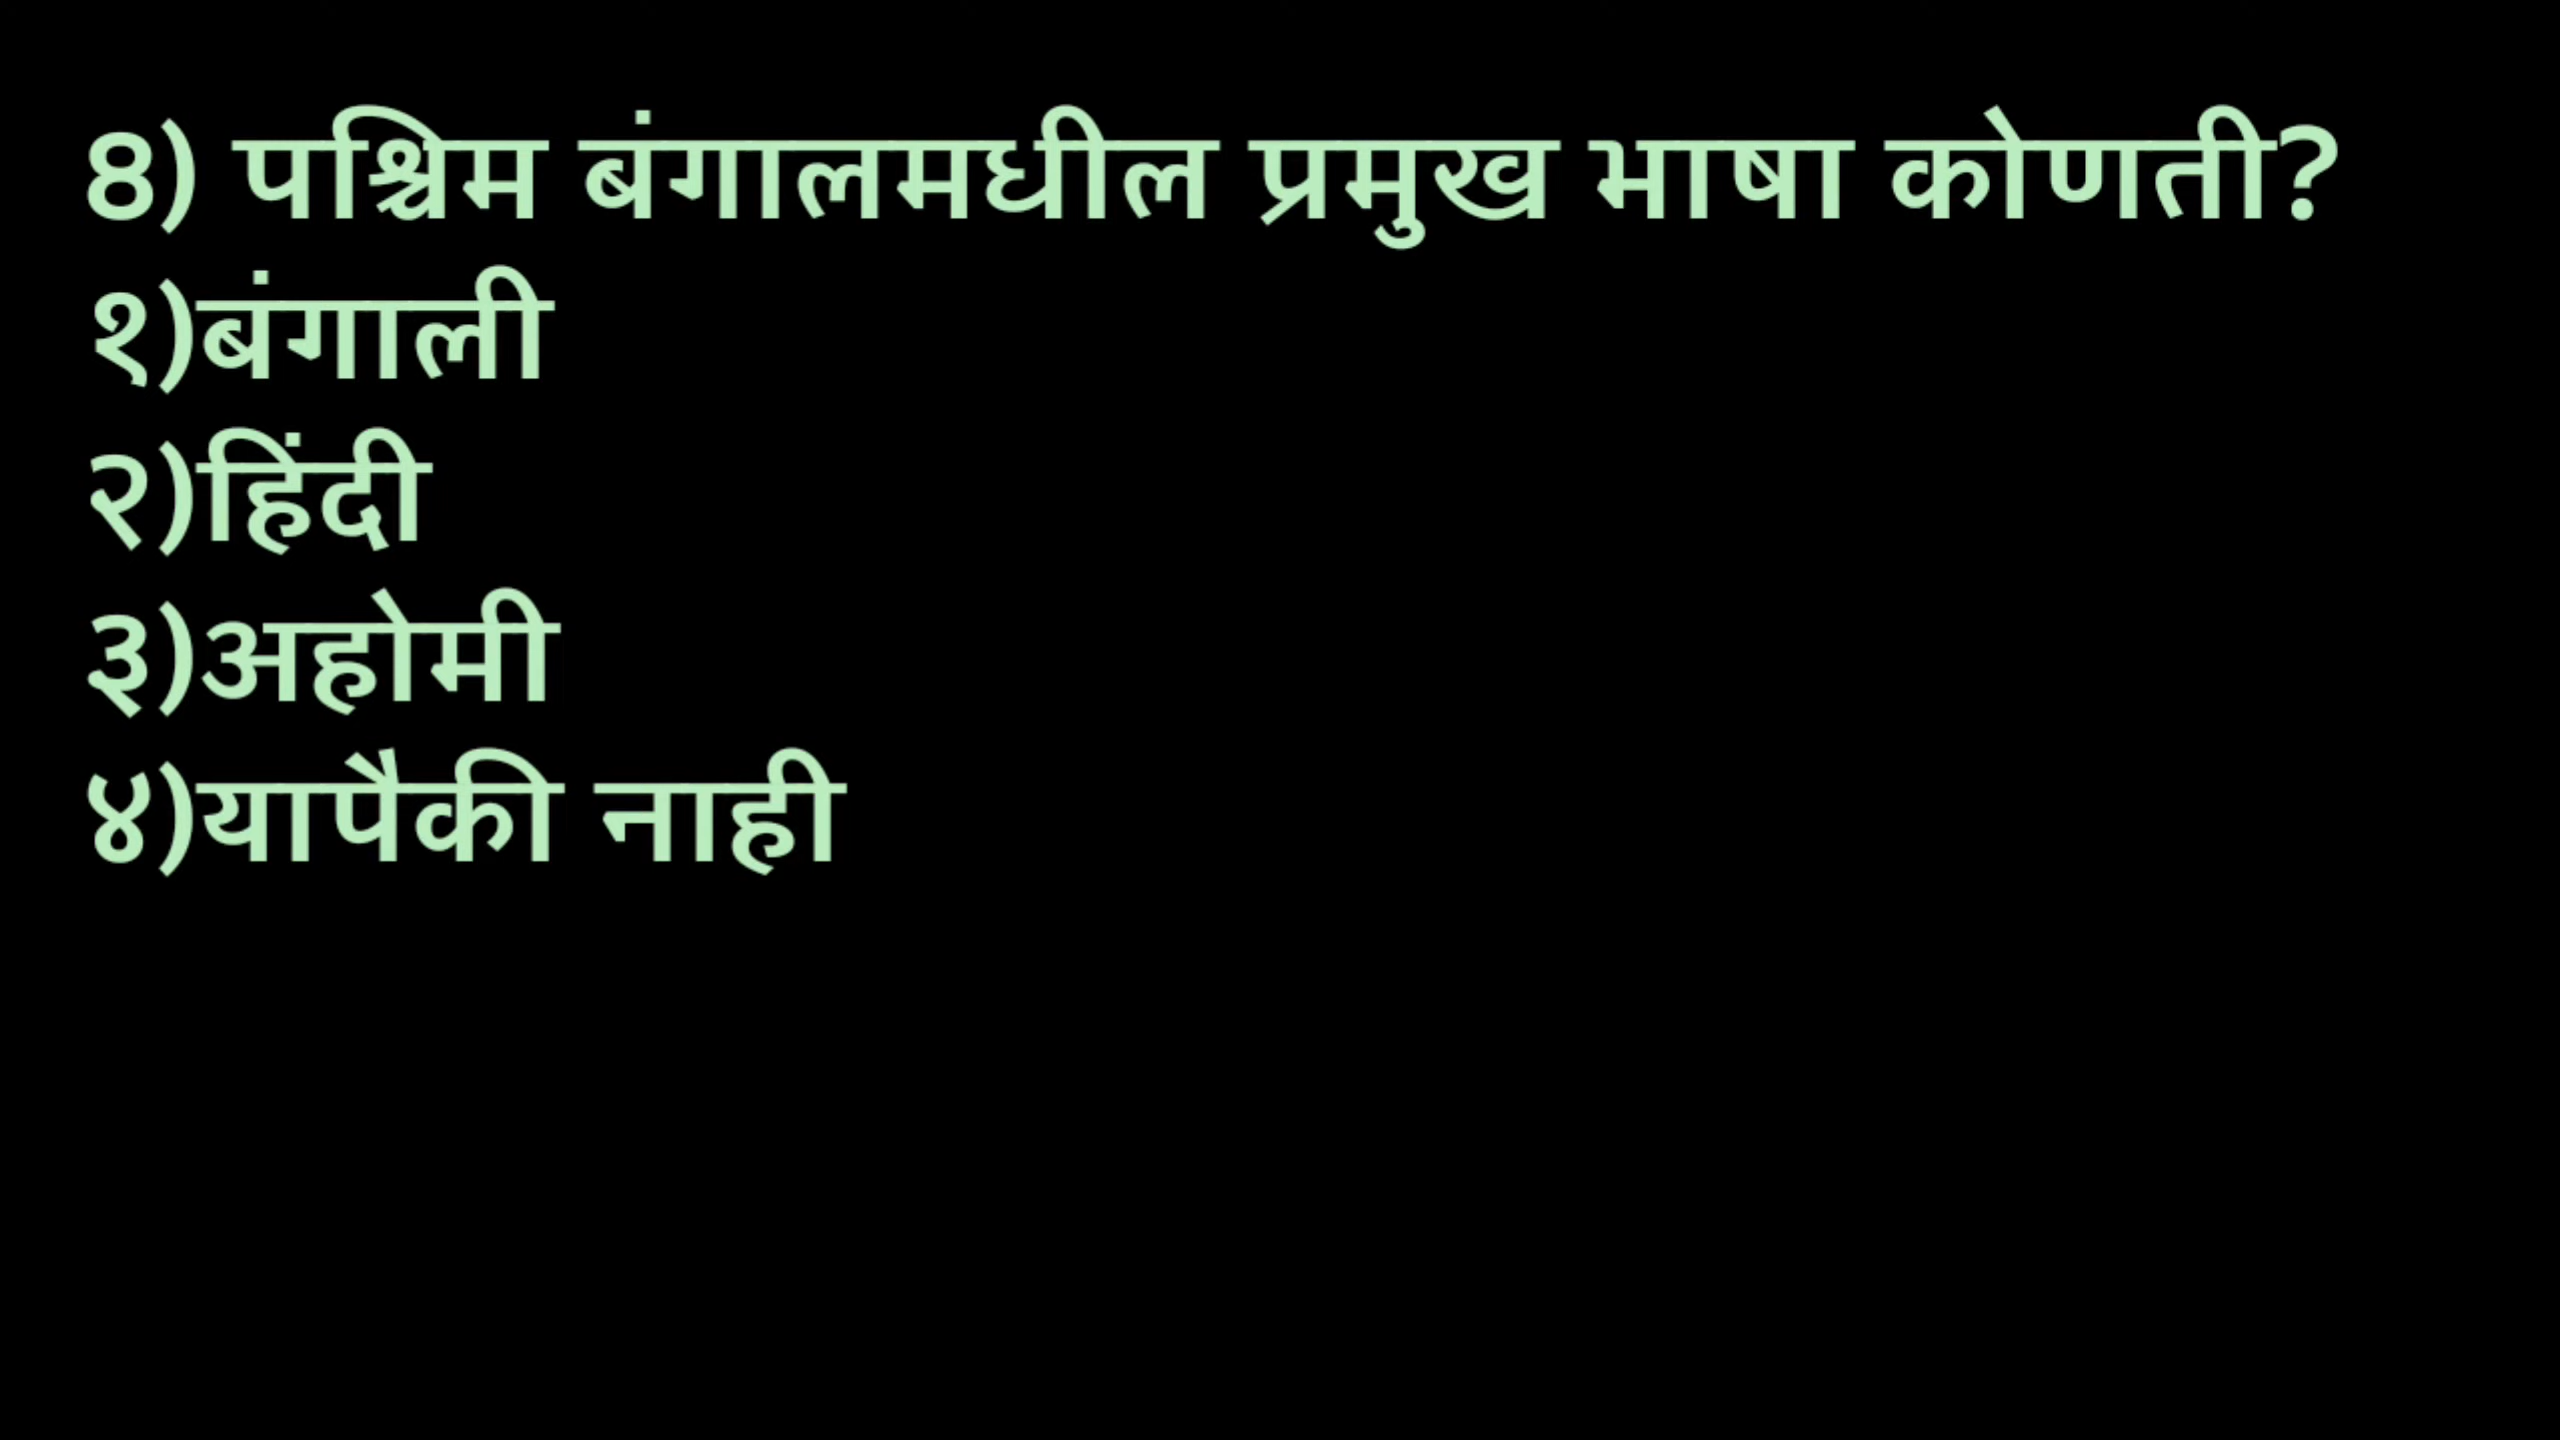 8) पश्चिम बंगालमधील प्रमुख भाषा कोणती?
१)बंगाली
२)हिंदी
३)अहोमी
४)यापैकी नाही